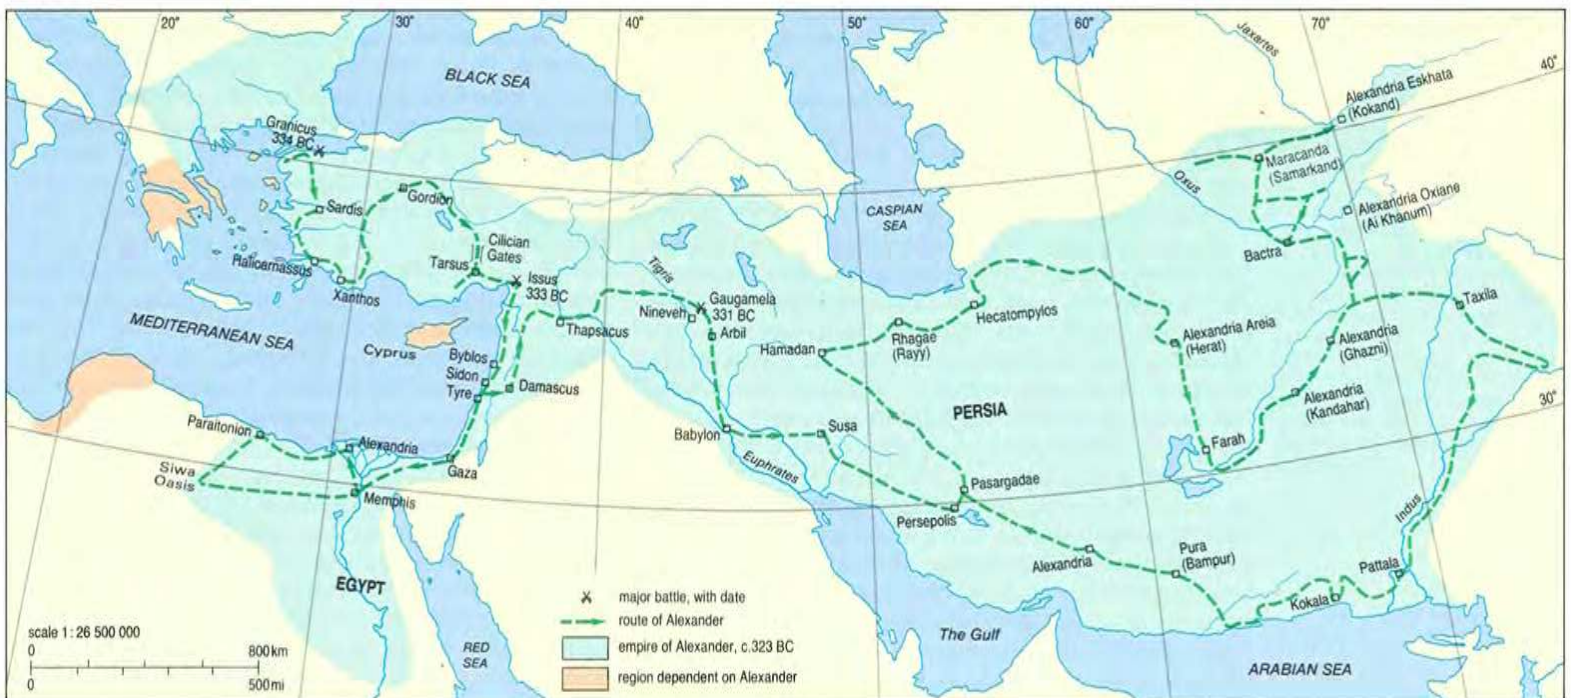 20°
30°
40°
50°
60°
70°
40°
30°
BLACK SEA
Jaxartes
Alexandria Eskhata
(Kokand)
Granicus
334 BC
Maracanda
(Samarkand)
Oxus
Alexandria Oxiane
(Ai Khanum)
Gordion
Sardis
CASPIAN
SEA
Cilician
Gates
Bactra
Tarsus
Halicarnassus
Tigris
Issus
333 BC
Xanthos
Gaugamela
331 BC
Nineveh
Taxila
MEDITERRANEAN SEA
Thapsacus
Arbil
Hecatompylos
Alexandria Areia
(Herat)
Alexandria
(Ghazni)
Hamadan
Rhagae
(Rayy)
Cyprus
Byblos
Sidon
Tyre
Damascus
Alexandria
(Kandahar)
PERSIA
Paraitonion
Alexandria
Babylon
Susa
Farah
Siwa
Oasis
Gaza
Euphrates
Memphis
Pasargadae
Persepolis
Indus
Alexandria
Pura
(Bampur)
Pattala
Kokala
EGYPT
RED
SEA
The Gulf
ARABIAN SEA
major battle, with date
route of Alexander
empire of Alexander, c.323 BC
region dependent on Alexander
scale 1 : 26 500 000
0
800 km
0
500 mi